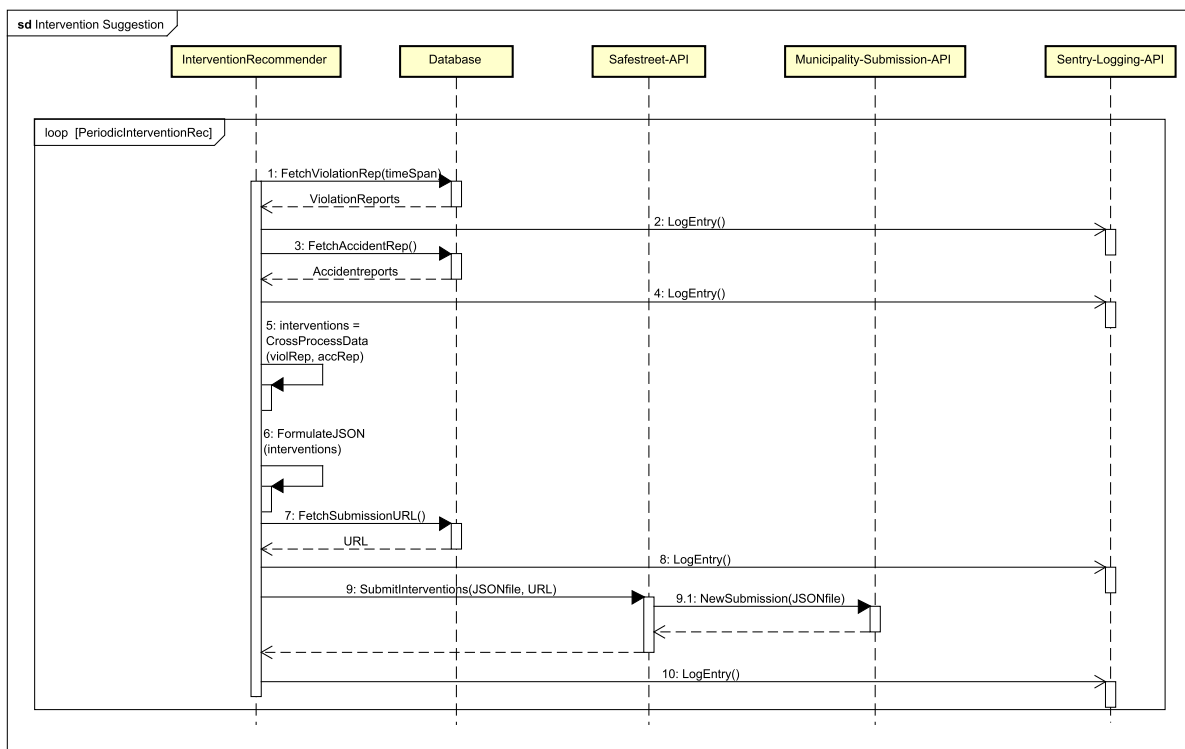 sd Intervention Suggestion
InterventionRecommender
Database
Safestreet-API
Municipality-Submission-API
Sentry-Logging-API
loop [PeriodicInterventionRec]
1: FetchViolationRep(timeSpan)
ViolationReports
2: LogEntry()
3: FetchAccidentRep()
Accidentreports
4: LogEntry()
5: interventions =
CrossProcessData
(violRep, accRep)
6: FormulateJSON
(interventions)
7: FetchSubmissionURL()
URL
8: LogEntry()
9: SubmitInterventions(JSONfile, URL)
9.1: NewSubmission(JSONfile)
10: LogEntry()